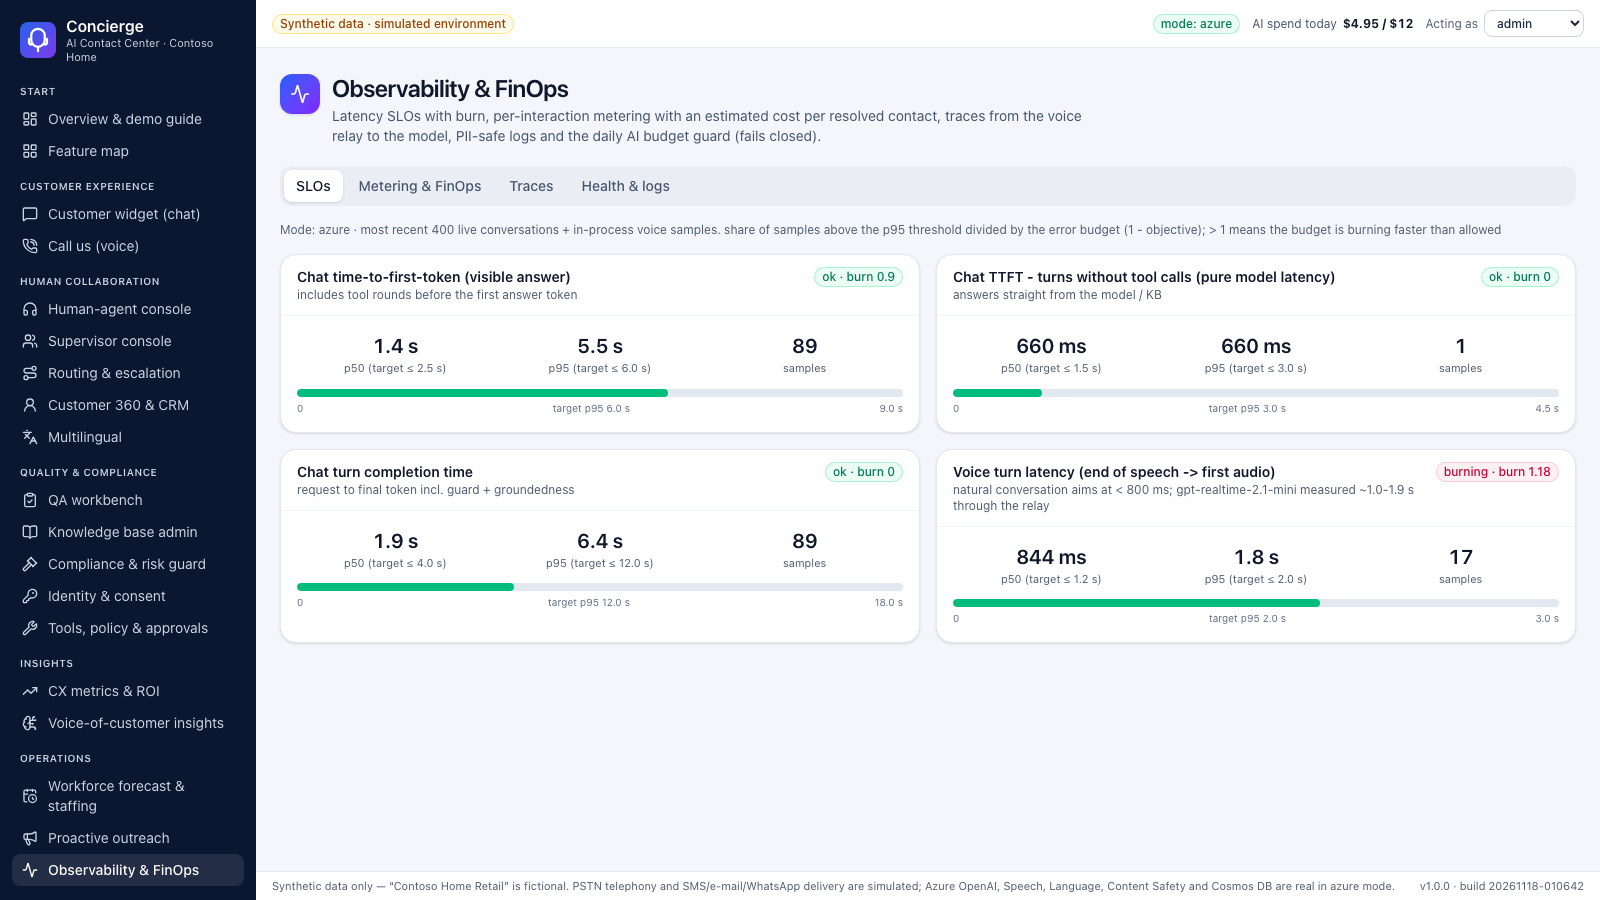 Concierge
AI Contact Center · Contoso
Home
START
Overview & demo guide
Feature map
CUSTOMER EXPERIENCE
Customer widget (chat)
Call us (voice)
HUMAN COLLABORATION
Human-agent console
Supervisor console
Routing & escalation
Customer 360 & CRM
Multilingual
QUALITY & COMPLIANCE
QA workbench
Knowledge base admin
Compliance & risk guard
Identity & consent
Tools, policy & approvals
INSIGHTS
CX metrics & ROI
Voice-of-customer insights
OPERATIONS
Workforce forecast &
staffing
Proactive outreach
Observability & FinOps
Synthetic data · simulated environment
mode: azure
AI spend today $4.95 / $12
Acting as
admin
Observability & FinOps
Latency SLOs with burn, per-interaction metering with an estimated cost per resolved contact, traces from the voice
relay to the model, PII-safe logs and the daily AI budget guard (fails closed).
SLOs
Metering & FinOps
Traces
Health & logs
Mode: azure · most recent 400 live conversations + in-process voice samples. share of samples above the p95 threshold divided by the error budget (1 - objective); > 1 means the budget is burning faster than allowed
Chat time-to-first-token (visible answer)
ok · burn 0.9
includes tool rounds before the first answer token
1.4 s
5.5 s
89
p50 (target ≤ 2.5 s)
p95 (target ≤ 6.0 s)
samples
0
target p95 6.0 s
9.0 s
Chat TTFT - turns without tool calls (pure model latency)
ok · burn 0
answers straight from the model / KB
660 ms
660 ms
1
p50 (target ≤ 1.5 s)
p95 (target ≤ 3.0 s)
samples
0
target p95 3.0 s
4.5 s
Chat turn completion time
ok · burn 0
request to final token incl. guard + groundedness
1.9 s
6.4 s
89
p50 (target ≤ 4.0 s)
p95 (target ≤ 12.0 s)
samples
0
target p95 12.0 s
18.0 s
Voice turn latency (end of speech -> first audio)
burning · burn 1.18
natural conversation aims at < 800 ms; gpt-realtime-2.1-mini measured ~1.0-1.9 s
through the relay
844 ms
1.8 s
17
p50 (target ≤ 1.2 s)
p95 (target ≤ 2.0 s)
samples
0
target p95 2.0 s
3.0 s
Synthetic data only — "Contoso Home Retail" is fictional. PSTN telephony and SMS/e-mail/WhatsApp delivery are simulated; Azure OpenAI, Speech, Language, Content Safety and Cosmos DB are real in azure mode.
v1.0.0 · build 20261118-010642